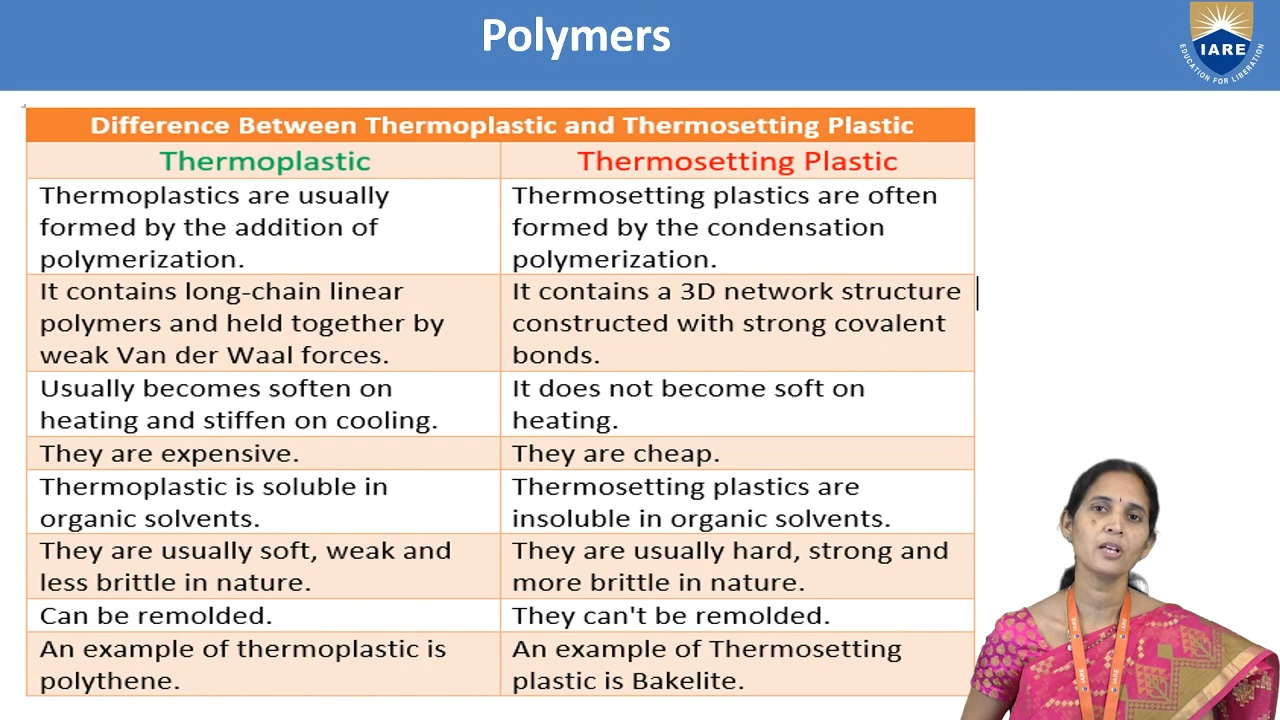 Polymers
IARE
EDUCATION FOR LIBERATION
Difference Between Thermoplastic and Thermosetting Plastic
Thermoplastic
Thermosetting Plastic
Thermoplastics are usually
formed by the addition of
polymerization.
Thermosetting plastics are often
formed by the condensation
polymerization.
It contains long-chain linear
polymers and held together by
weak Van der Waal forces.
It contains a 3D network structure
constructed with strong covalent
bonds.
Usually becomes soften on
heating and stiffen on cooling.
It does not become soft on
heating.
They are expensive.
They are cheap.
Thermoplastic is soluble in
organic solvents.
Thermosetting plastics are
insoluble in organic solvents.
They are usually soft, weak and
less brittle in nature.
They are usually hard, strong and
more brittle in nature.
Can be remolded.
They can't be remolded.
An example of thermoplastic is
polythene.
An example of Thermosetting
plastic is Bakelite.
IARE
IARE